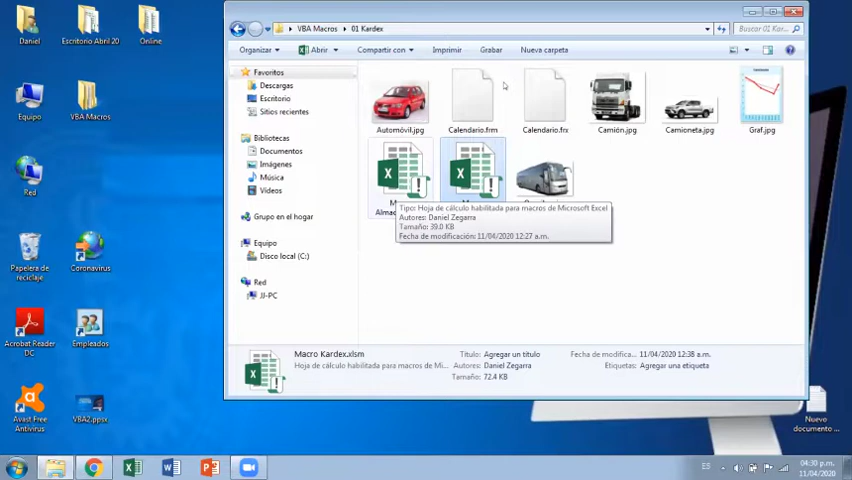 Daniel
Escritorio Abril 20
Online
Equipo
VBA Macros
Red
Papelera de reciclaje
Coronavirus
Acrobat Reader DC
Empleados
Avast Free Antivirus
VBA2.ppsx
VBA Macros
01 Kardex
Buscar 01 Kar...
Organizar
Abrir
Compartir con
Imprimir
Grabar
Nueva carpeta
Favoritos
Descargas
Escritorio
Sitios recientes
Bibliotecas
Documentos
Imágenes
Música
Vídeos
Grupo en el hogar
Equipo
Disco local (C:)
Red
JJ-PC
Automóvil.jpg
Calendario.frm
Calendario.frx
Camión.jpg
Camioneta.jpg
Graf.jpg
Tipo: Hoja de cálculo habilitada para macros de Microsoft Excel
Autores: Daniel Zegarra
Tamaño: 39.0 KB
Fecha de modificación: 11/04/2020 12:27 a.m.
Macro Kardex.xlsm
Hoja de cálculo habilitada para macros de Mi...
Título: Agregar un título
Autores: Daniel Zegarra
Tamaño: 72.4 KB
Fecha de modifica... 11/04/2020 12:38 a.m.
Etiquetas: Agregar una etiqueta
Nuevo documento ...
ES
04:30 p.m.
11/04/2020